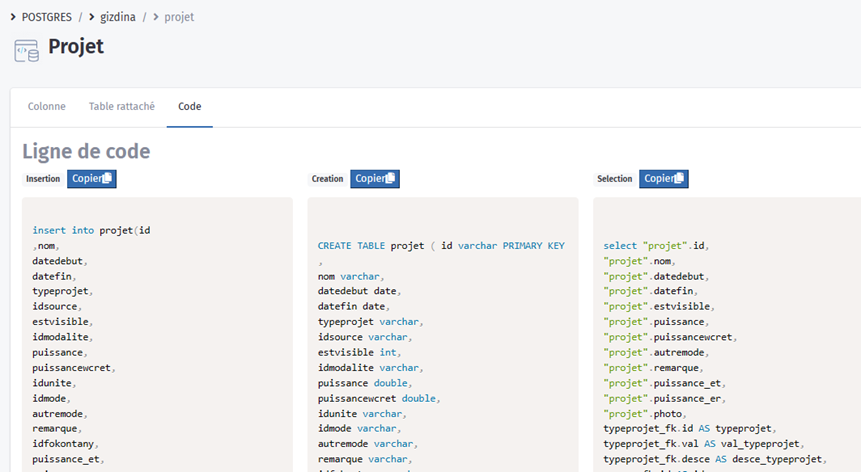 POSTGRES / gizdina / projet
Projet
Colonne Table rattaché Code
Ligne de code
Insertion Copier
insert into projet(id
,nom,
datedebut,
datefin,
typeprojet,
idsource,
estvisible,
idmodalite,
puissance,
puissancewcret,
idunite,
idmode,
autremode,
remarque,
idfokontany,
puissance_et,
Creation Copier
CREATE TABLE projet ( id varchar PRIMARY KEY
,
nom varchar,
datedebut date,
datefin date,
typeprojet varchar,
idsource varchar,
estvisible int,
idmodalite varchar,
puissance double,
puissancewcret double,
idunite varchar,
idmode varchar,
autremode varchar,
remarque varchar,
Selection Copier
select "projet".id,
"projet".nom,
"projet".datedebut,
"projet".datefin,
"projet".estvisible,
"projet".puissance,
"projet".puissancewcret,
"projet".autremode,
"projet".remarque,
"projet".puissance_et,
"projet".puissance_er,
"projet".photo,
typeprojet_fk.id AS typeprojet,
typeprojet_fk.val AS val_typeprojet,
typeprojet_fk.desce AS desce_typeprojet,